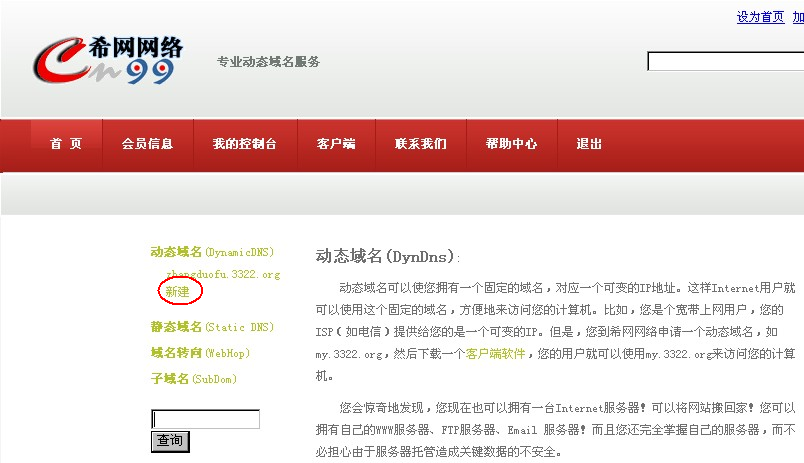 设为首页 加
希网网络
cn99
专业动态域名服务
首 页 会员信息 我的控制台 客户端 联系我们 帮助中心 退出
动态域名(DynamicDNS)
zhangduofu.3322.org
新建
静态域名(Static DNS)
域名转向(WebHop)
子域名(SubDom)
查询
动态域名(DynDns):
动态域名可以使您拥有一个固定的域名，对应一个可变的IP地址。这样Internet用户就
可以使用这个固定的域名，方便地来访问您的计算机。比如，您是个宽带上网用户，您的
ISP（如电信）提供给您的是一个可变的IP。但是，您到希网网络申请一个动态域名，如
my.3322.org，然后下载一个客户端软件，您的用户就可以使用my.3322.org来访问您的计算
机。
您会惊奇地发现，您现在也可以拥有一台Internet服务器！可以将网站搬回家！您可以
拥有自己的WWW服务器、FTP服务器、Email 服务器！而且您还完全掌握自己的服务器，而不
必担心由于服务器托管造成关键数据的不安全。